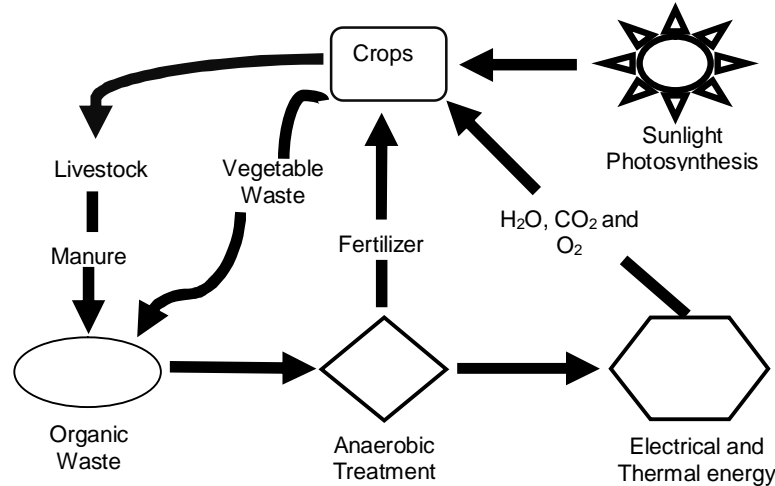 Crops
Sunlight
Photosynthesis
Livestock
Vegetable
Waste
H₂O, CO₂ and
O₂
Manure
Fertilizer
Organic
Waste
Anaerobic
Treatment
Electrical and
Thermal energy